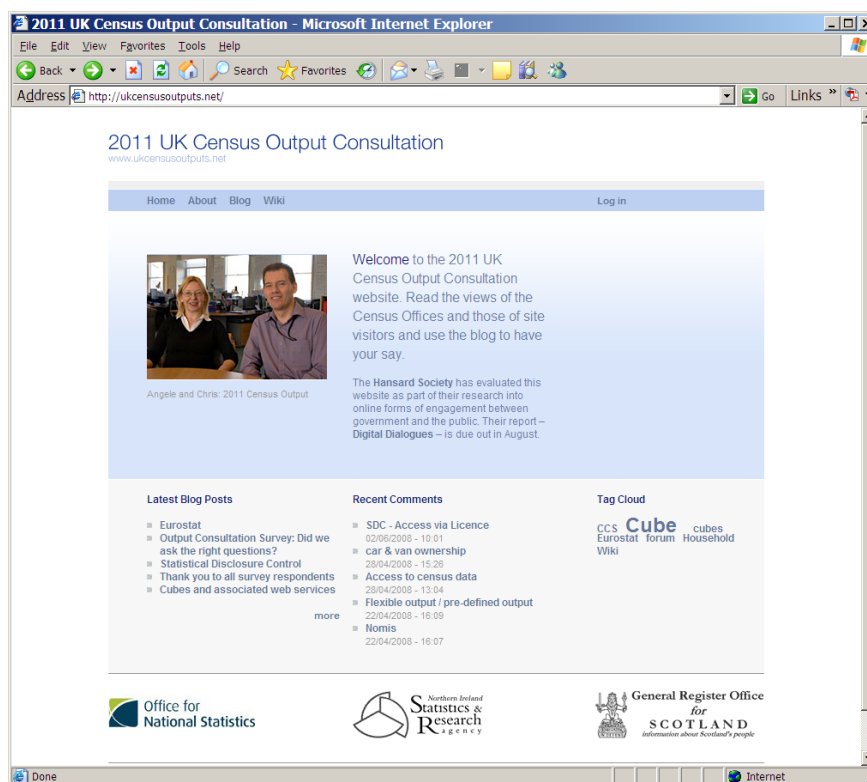 2011 UK Census Output Consultation - Microsoft Internet Explorer
File Edit View Favorites Tools Help
Back Search Favorites
Address http://ukcensusoutputs.net/ Go Links »
2011 UK Census Output Consultation
www.ukcensusoutputs.net
Home About Blog Wiki Log in
Welcome to the 2011 UK
Census Output Consultation
website. Read the views of the
Census Offices and those of site
visitors and use the blog to have
your say.
Angele and Chris: 2011 Census Output
The Hansard Society has evaluated this
website as part of their research into
online forms of engagement between
government and the public. Their report –
Digital Dialogues – is due out in August.
Latest Blog Posts
Eurostat
Output Consultation Survey: Did we
ask the right questions?
Statistical Disclosure Control
Thank you to all survey respondents
Cubes and associated web services
more
Recent Comments
SDC - Access via Licence
02/06/2008 - 10:01
car & van ownership
28/04/2008 - 15:26
Access to census data
28/04/2008 - 13:04
Flexible output / pre-defined output
22/04/2008 - 16:09
Nomis
22/04/2008 - 16:07
Tag Cloud
CCS Cube cubes
Eurostat forum Household
Wiki
Office for
National Statistics
Northern Ireland
Statistics &
Research
agency
General Register Office
for
SCOTLAND
information about Scotland's people
Done Internet